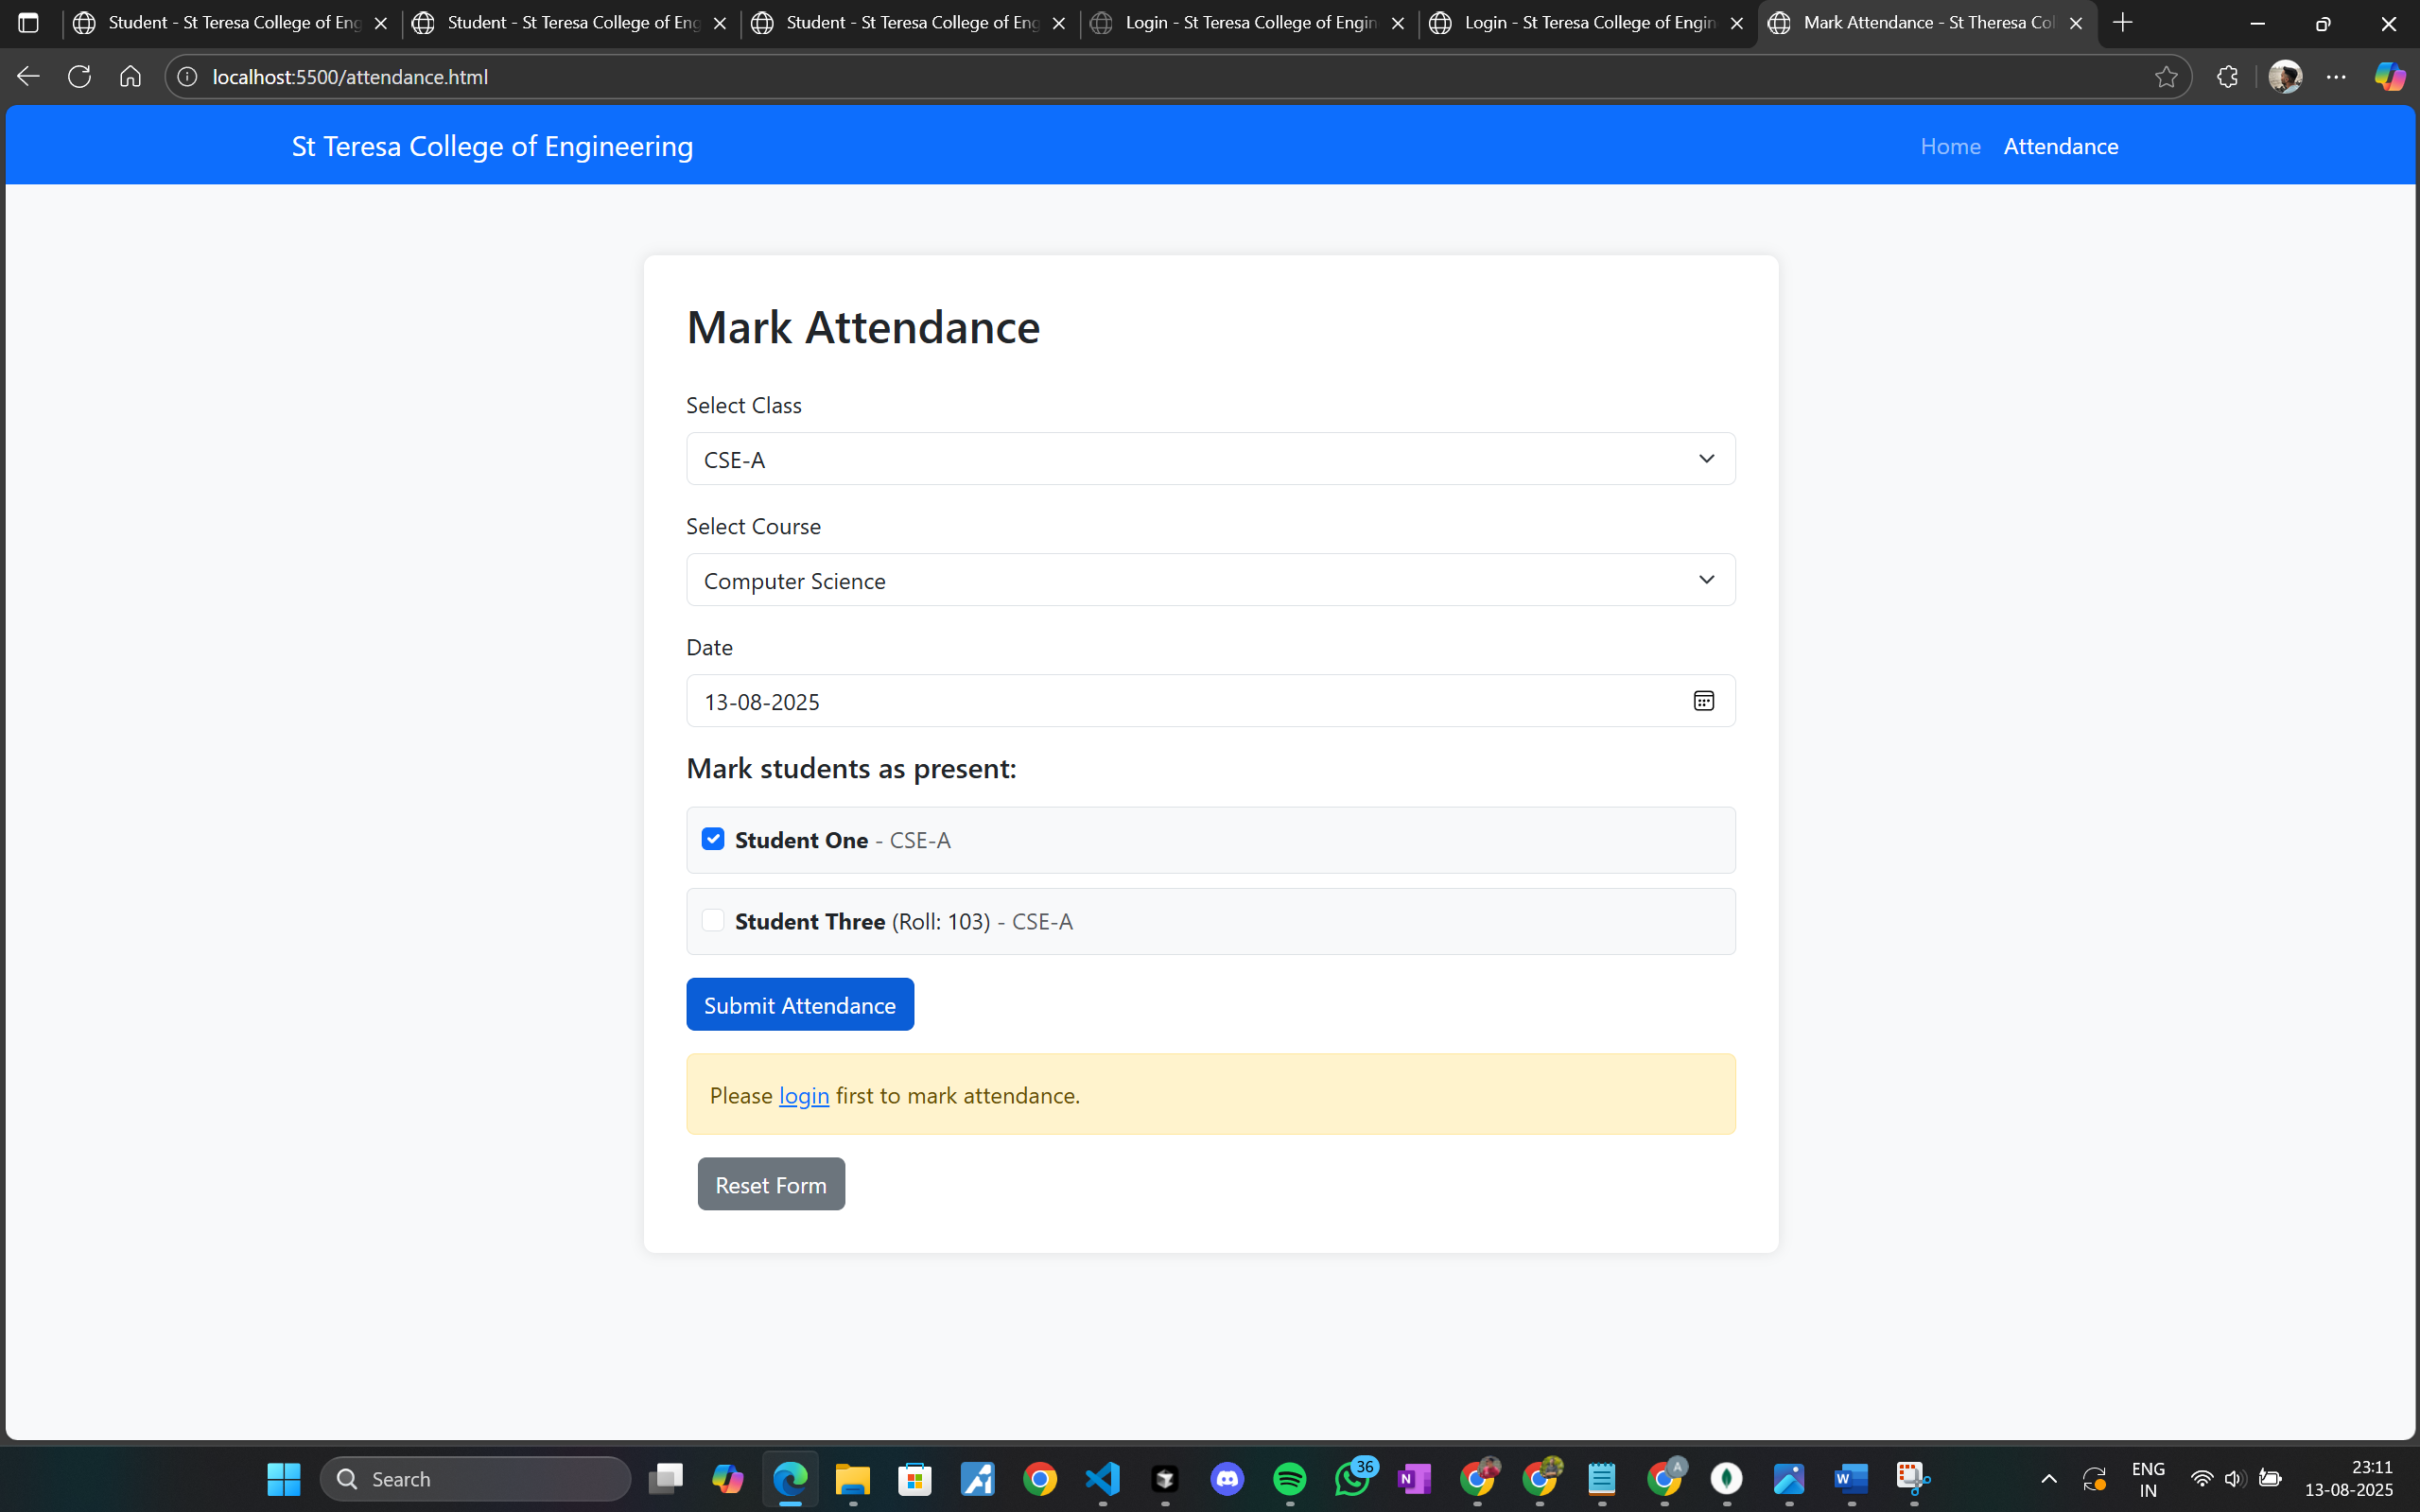 Student - St Teresa College of Eng
Student - St Teresa College of Eng
Student - St Teresa College of Eng
Login - St Teresa College of Engin
Login - St Teresa College of Engin
Mark Attendance - St Theresa Col
localhost:5500/attendance.html
St Teresa College of Engineering
Home
Attendance
Mark Attendance
Select Class
CSE-A
Select Course
Computer Science
Date
13-08-2025
Mark students as present:
Student One - CSE-A
Student Three (Roll: 103) - CSE-A
Submit Attendance
Please login first to mark attendance.
Reset Form
Search
36
N
A
W
ENG
IN
23:11
13-08-2025